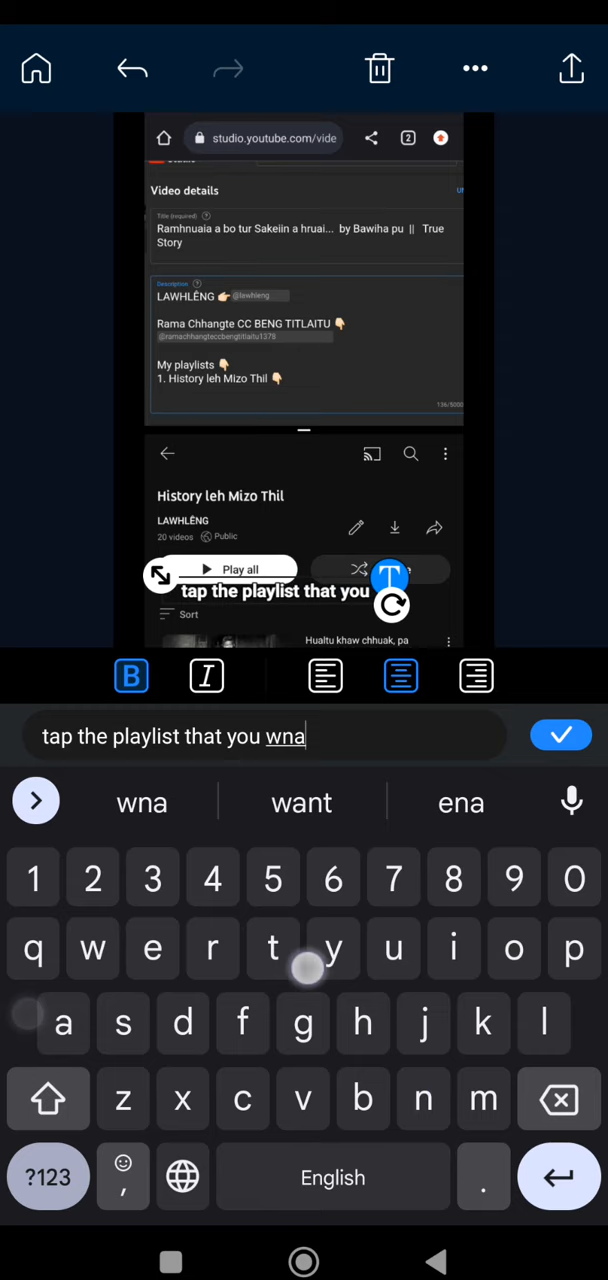 studio.youtube.com/vide
2
Video details
UN
Title (required)
Ramhnuaia a bo tur Sakeiin a hruai... by Bawiha pu || True
Story
Description
LAWHLÊNG 👉🏻 @lawhleng
Rama Chhangte CC BENG TITLAITU 👇🏻
@ramachhangteccbengtitlaitu1378
My playlists 👇🏻
1. History leh Mizo Thil 👇🏻
136/5000
History leh Mizo Thil
LAWHLÊNG
20 videos Public
Play all
tap the playlist that you
Sort
Hualtu khaw chhuak, pa
B I
tap the playlist that you wna
wna want ena
1 2 3 4 5 6 7 8 9 0
q w e r t y u i o p
a s d f g h j k l
z x c v b n m
?123 , English .